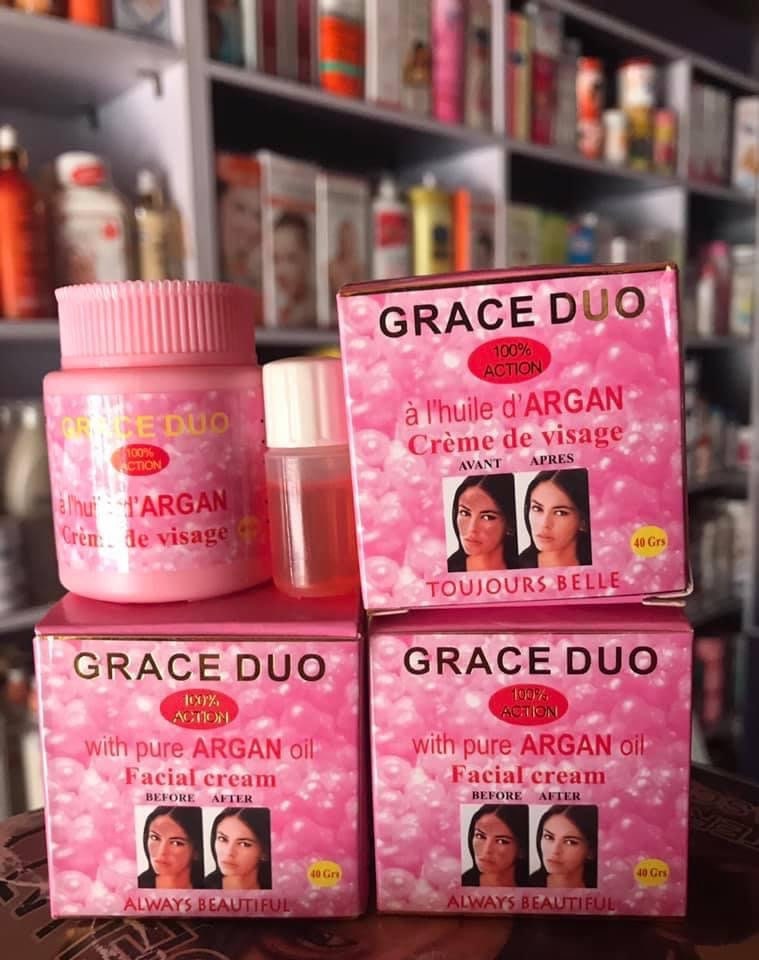 GRACE DUO
100%
ACTION
à l'huile d'ARGAN
Crème de visage
AVANT APRES
40 Grs
TOUJOURS BELLE
GRACE DUO
100%
ACTION
à l'hui d'ARGAN
Crèm de visage
GRACE DUO
100%
ACTION
with pure ARGAN oil
Facial cream
BEFORE AFTER
40 Grs
ALWAYS BEAUTIFUL
GRACE DUO
100%
ACTION
with pure ARGAN oil
Facial cream
BEFORE AFTER
40 Grs
ALWAYS BEAUTIFUL